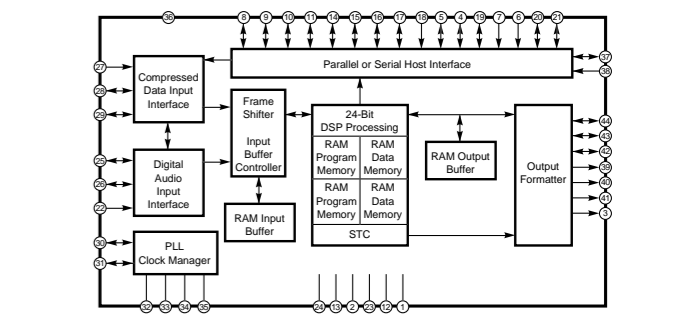 36 8 9 10 11 14 15 16 17 18 5 4 19 7 6 20 21
Parallel or Serial Host Interface
37
38
27
28
29
Compressed
Data Input
Interface
Frame
Shifter
Input
Buffer
Controller
24-Bit
DSP Processing
RAM
Program
Memory
RAM
Data
Memory
RAM
Program
Memory
RAM
Data
Memory
STC
RAM Output
Buffer
Output
Formatter
44
43
42
39
40
41
3
25
26
22
Digital
Audio
Input
Interface
RAM Input
Buffer
30
31
PLL
Clock Manager
32 33 34 35 24 13 2 23 12 1